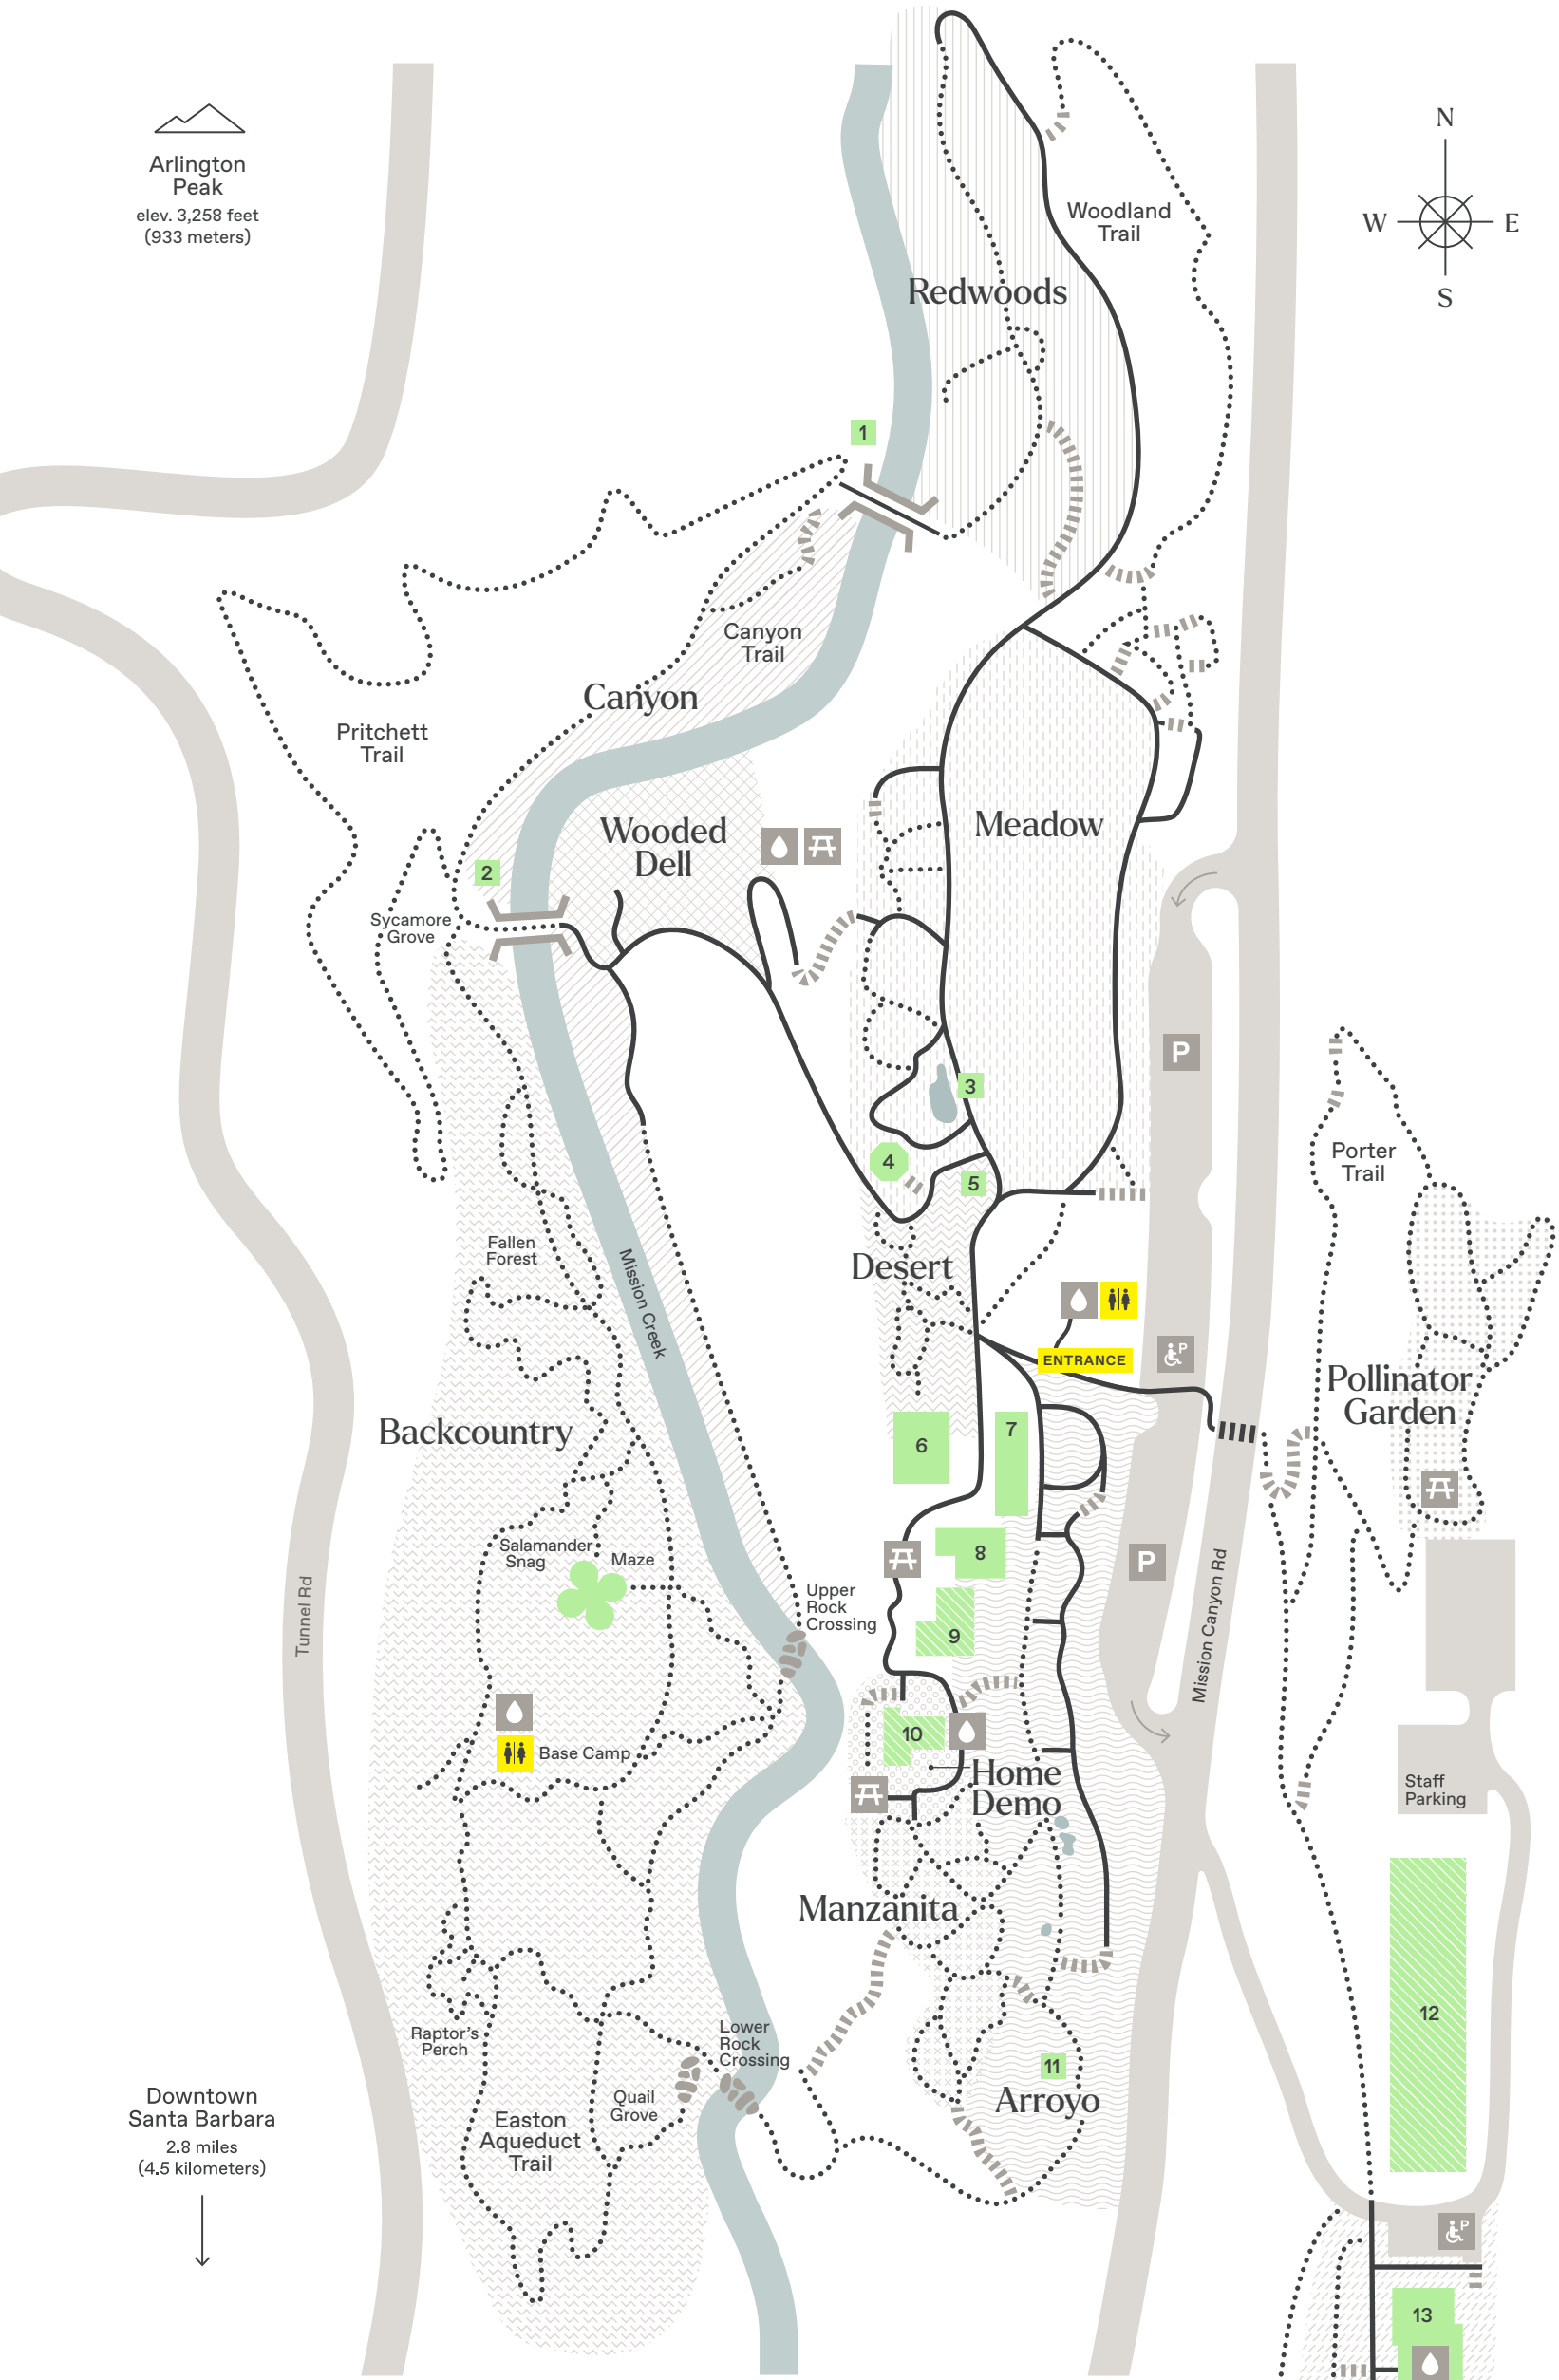 Arlington
Peak
elev. 3,258 feet
(933 meters)
N
W
E
S
Woodland
Trail
Redwoods
1
Canyon
Trail
Canyon
Pritchett
Trail
Wooded
Dell
Meadow
2
Sycamore
Grove
P
3
4
5
Porter
Trail
Fallen
Forest
Mission Creek
Desert
ENTRANCE
P
Pollinator
Garden
Backcountry
6
7
8
Salamander
Snag
Maze
P
Upper
Rock
Crossing
9
Tunnel Rd
Mission Canyon Rd
10
Base Camp
Home
Demo
Staff
Parking
Manzanita
12
Raptor's
Perch
Lower
Rock
Crossing
11
Arroyo
Quail
Grove
Easton
Aqueduct
Trail
Downtown
Santa Barbara
2.8 miles
(4.5 kilometers)
P
13